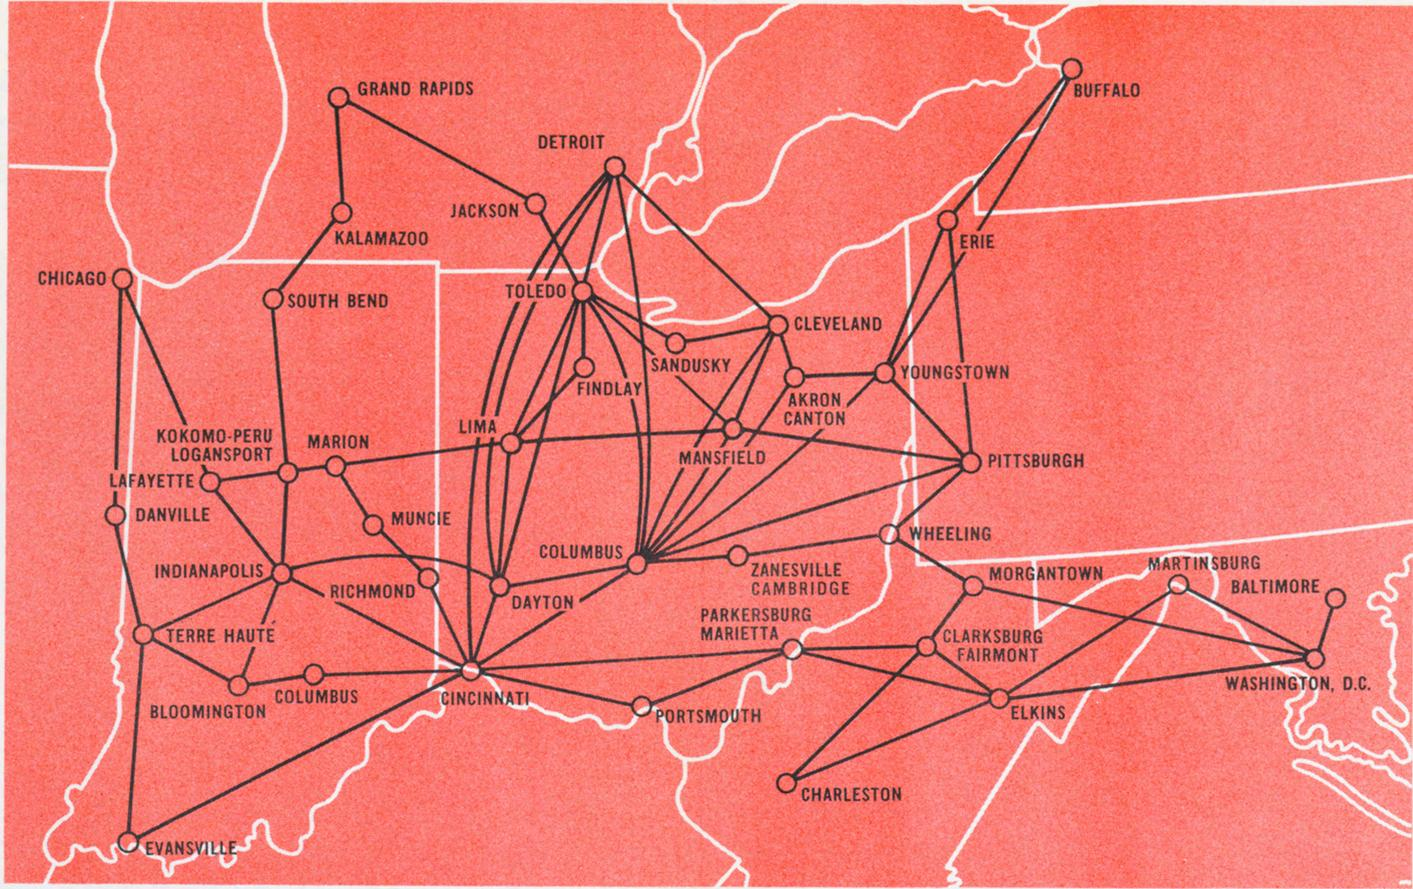 GRAND RAPIDS
BUFFALO
DETROIT
JACKSON
KALAMAZOO
ERIE
CHICAGO
SOUTH BEND
TOLEDO
CLEVELAND
SANDUSKY
YOUNGSTOWN
FINDLAY
AKRON
CANTON
LIMA
KOKOMO-PERU
LOGANSPORT
MARION
MANSFIELD
PITTSBURGH
LAFAYETTE
DANVILLE
MUNCIE
WHEELING
COLUMBUS
INDIANAPOLIS
ZANESVILLE
CAMBRIDGE
MORGANTOWN
MARTINSBURG
BALTIMORE
RICHMOND
DAYTON
PARKERSBURG
MARIETTA
TERRE HAUTE
CLARKSBURG
FAIRMONT
WASHINGTON, D.C.
COLUMBUS
CINCINNATI
BLOOMINGTON
PORTSMOUTH
ELKINS
CHARLESTON
EVANSVILLE